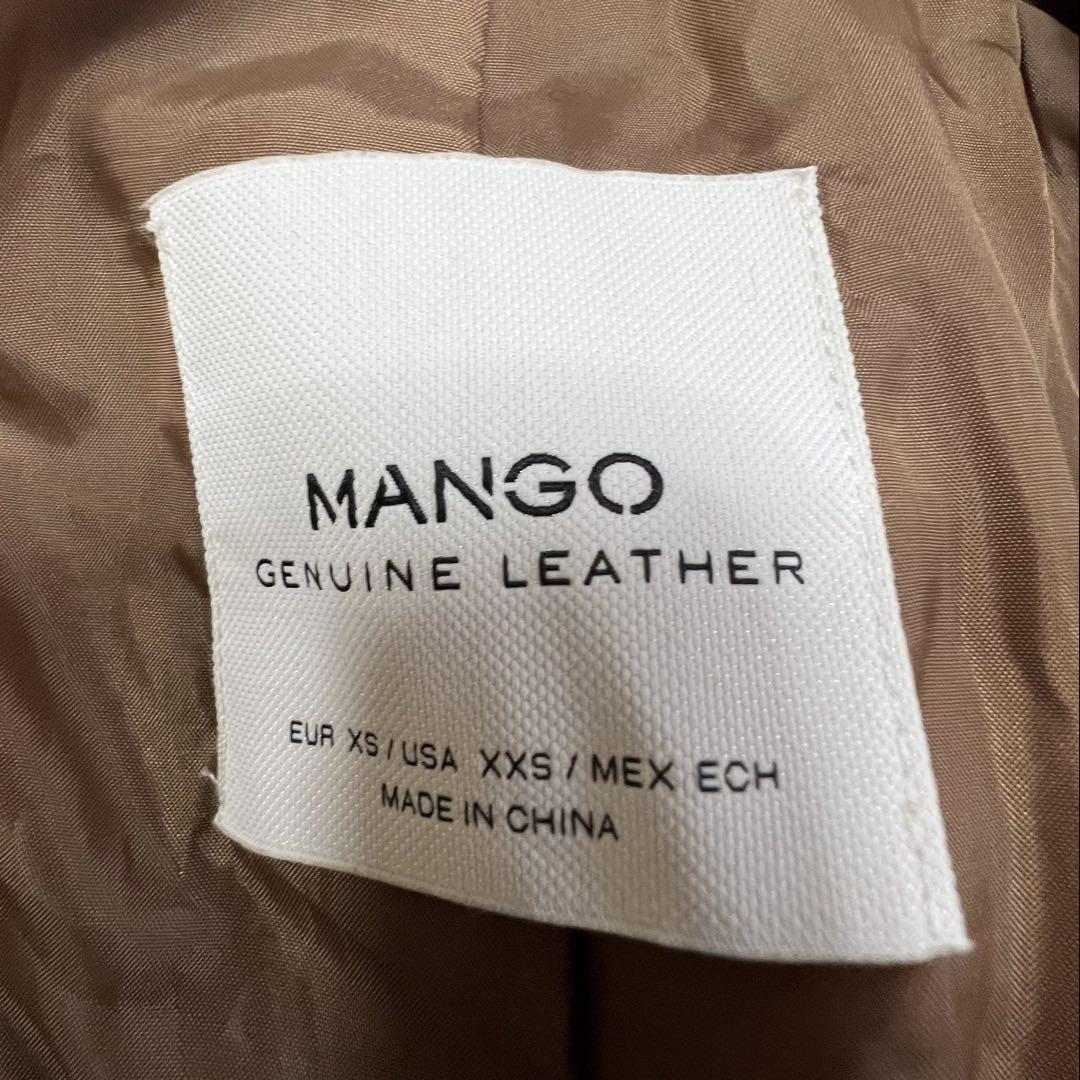 MANGO
GENUINE LEATHER
EUR XS / USA XXS / MEX ECH
MADE IN CHINA